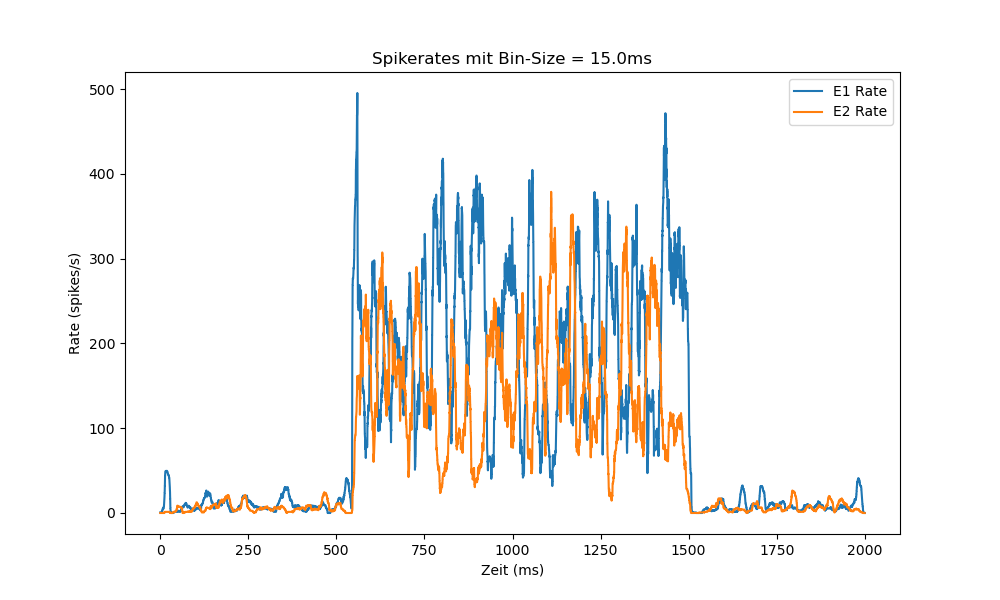 Spikerates mit Bin-Size = 15.0ms
E1 Rate
E2 Rate
Rate (spikes/s)
500
400
300
200
100
0
0 250 500 750 1000 1250 1500 1750 2000
Zeit (ms)